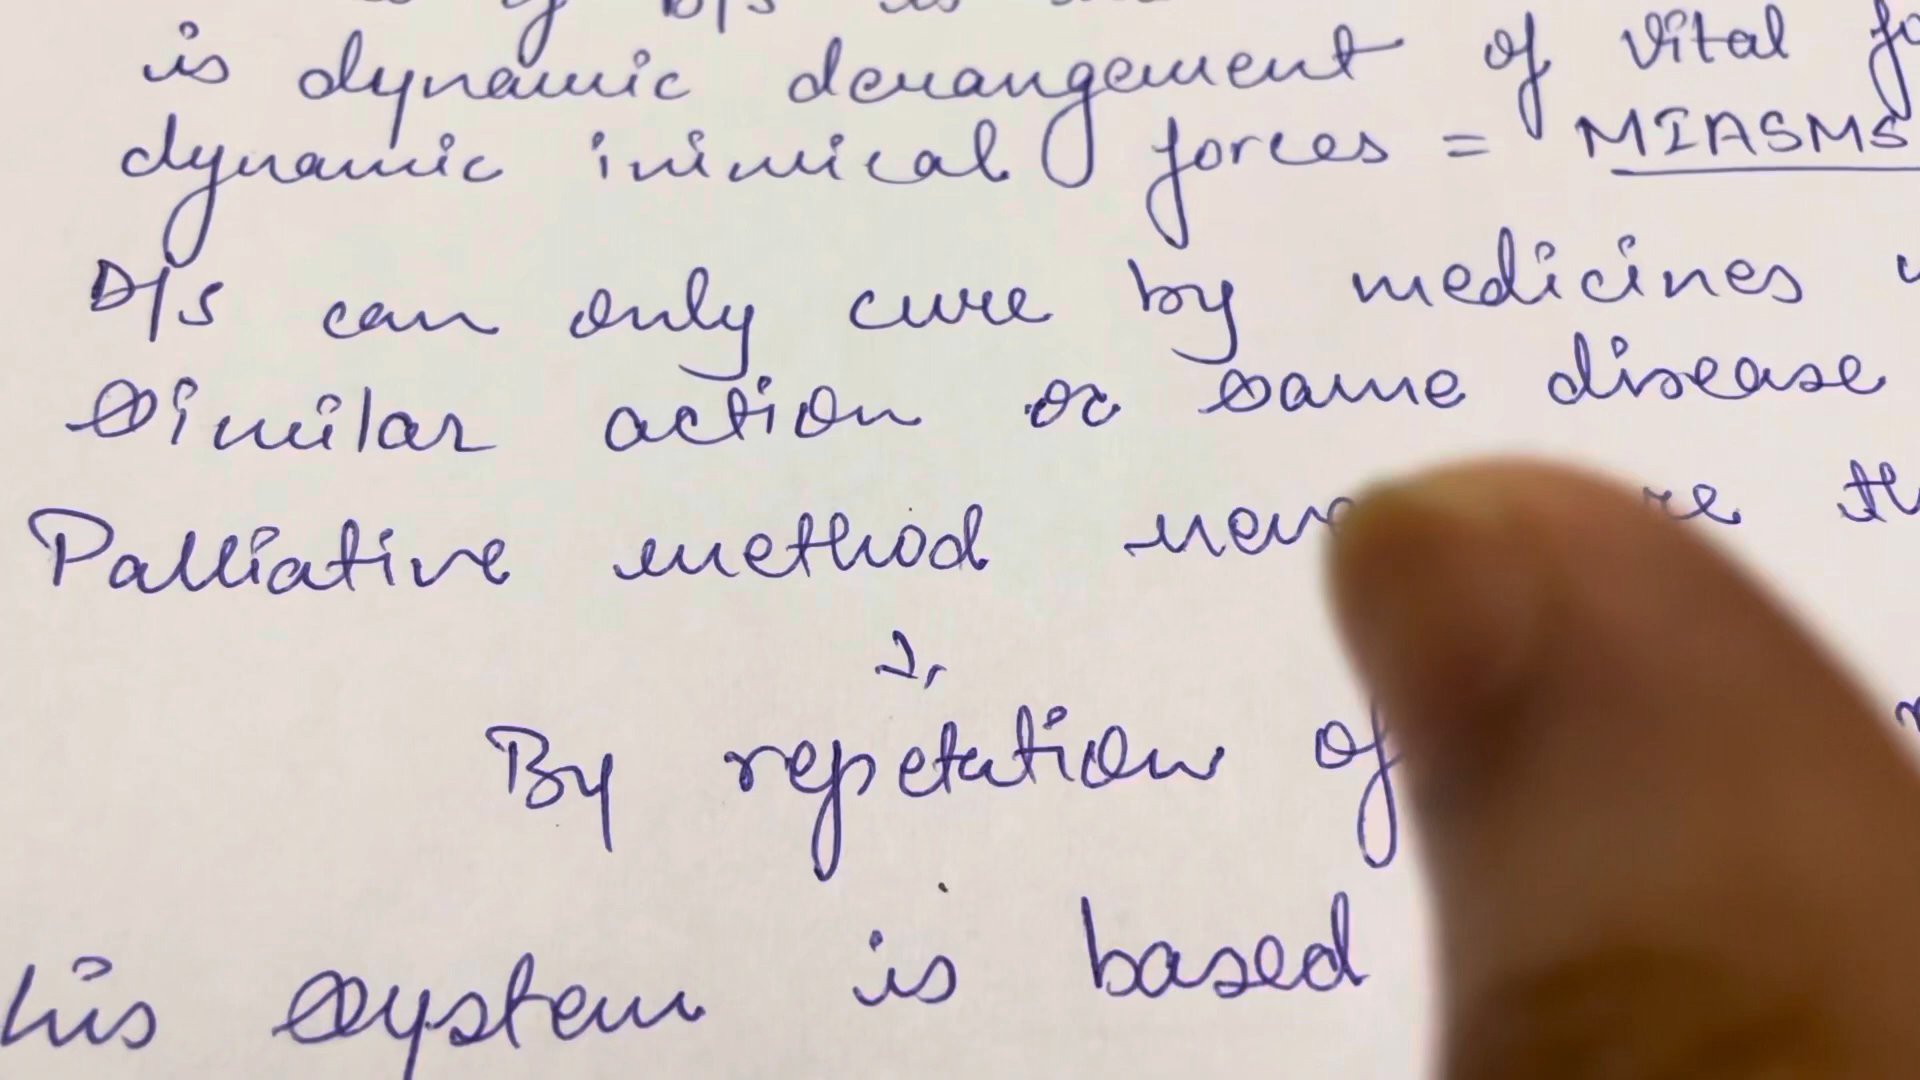 is dynamic derangement of vital
dynamic inimical forces = MIASMS
D/s can only cure by medicines
Similar action or same disease
Palliative method
By repetation of
his system is based